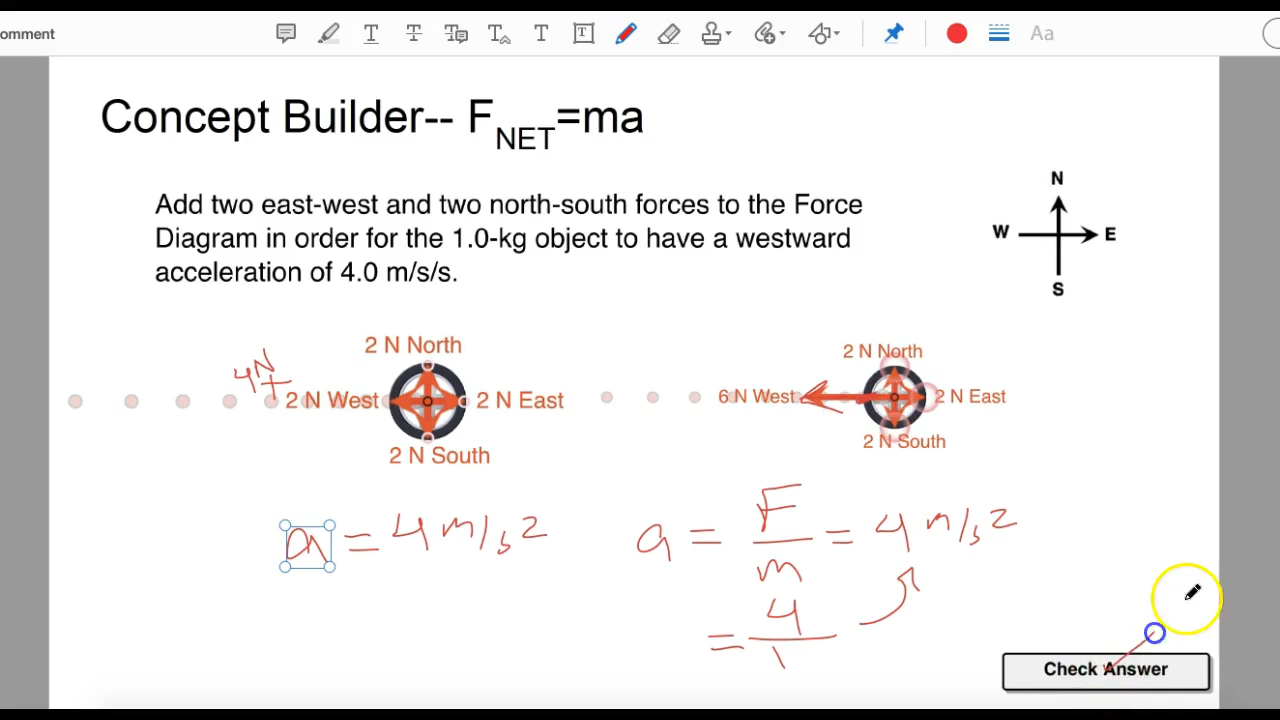 omment
T T T T T T Aa
Concept Builder-- F NET =ma
Add two east-west and two north-south forces to the Force
Diagram in order for the 1.0-kg object to have a westward
acceleration of 4.0 m/s/s.
N
W E
S
2 N North
4N
+
2 N West 2 N East
2 N South
2 N North
6 N West 2 N East
2 N South
a = 4 m/s2
a = F/m = 4 m/s2
= 4/1
Check Answer